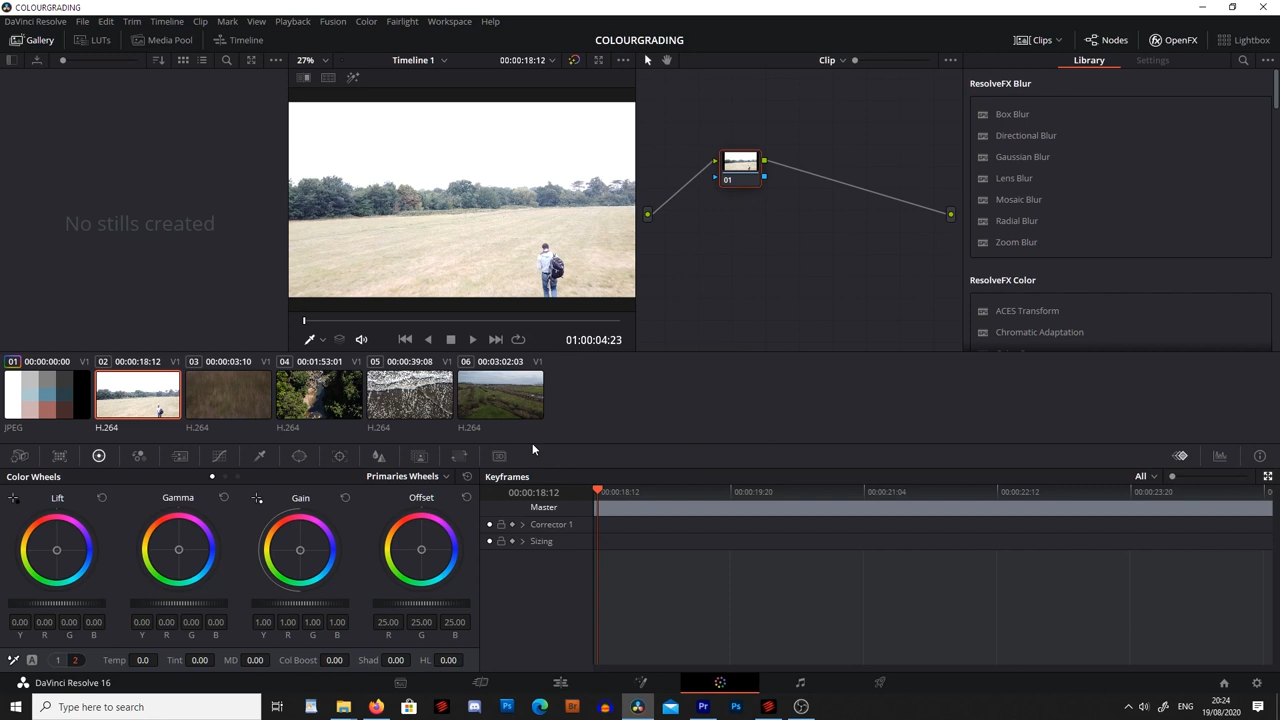 COLOURGRADING
DaVinci Resolve File Edit Trim Timeline Clip Mark View Playback Fusion Color Fairlight Workspace Help
Gallery LUTs Media Pool Timeline COLOURGRADING Clips Nodes OpenFX Lightbox
27% Timeline 1 00:00:18:12 Clip Library Settings
ResolveFX Blur
Box Blur
Directional Blur
Gaussian Blur
Lens Blur
Mosaic Blur
Radial Blur
Zoom Blur
ResolveFX Color
ACES Transform
Chromatic Adaptation
No stills created
01
01:00:04:23
01 00:00:00:00 V1 02 00:00:18:12 V1 03 00:00:03:10 V1 04 00:01:53:01 V1 05 00:00:39:08 V1 06 00:03:02:03 V1
JPEG H.264 H.264 H.264 H.264 H.264
3D
Color Wheels Primaries Wheels Keyframes All
Lift Gamma Gain Offset
00:00:18:12 00:00:18:12 00:00:19:20 00:00:21:04 00:00:22:12 00:00:23:20 0
Master
Corrector 1
Sizing
0.00 0.00 0.00 0.00 0.00 0.00 0.00 0.00 1.00 1.00 1.00 1.00 25.00 25.00 25.00
Y R G B Y R G B Y R G B R G B
A 1 2 Temp 0.0 Tint 0.00 MD 0.00 Col Boost 0.00 Shad 0.00 HL 0.00
DaVinci Resolve 16
Type here to search Ps Br Pr Ps ENG 20:24
19/08/2020